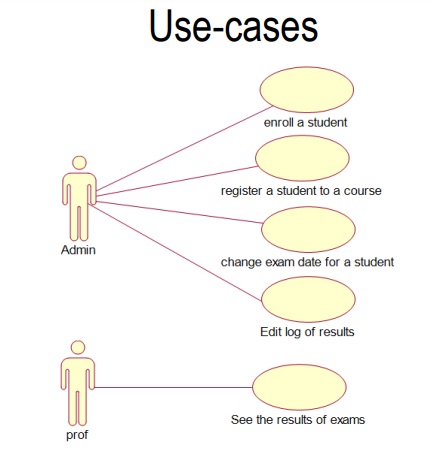 Use-cases
enroll a student
register a student to a course
Admin
change exam date for a student
Edit log of results
See the results of exams
prof